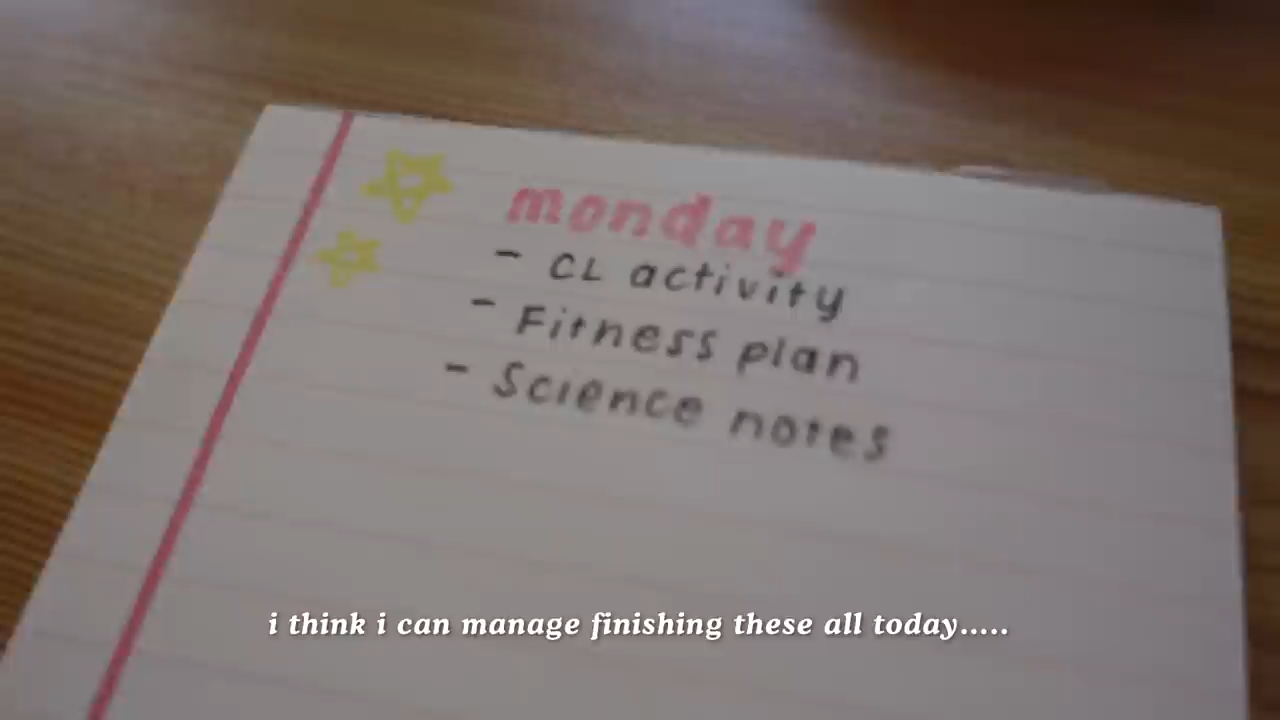 monday
- CL activity
- Fitness plan
- Science notes
i think i can manage finishing these all today.....